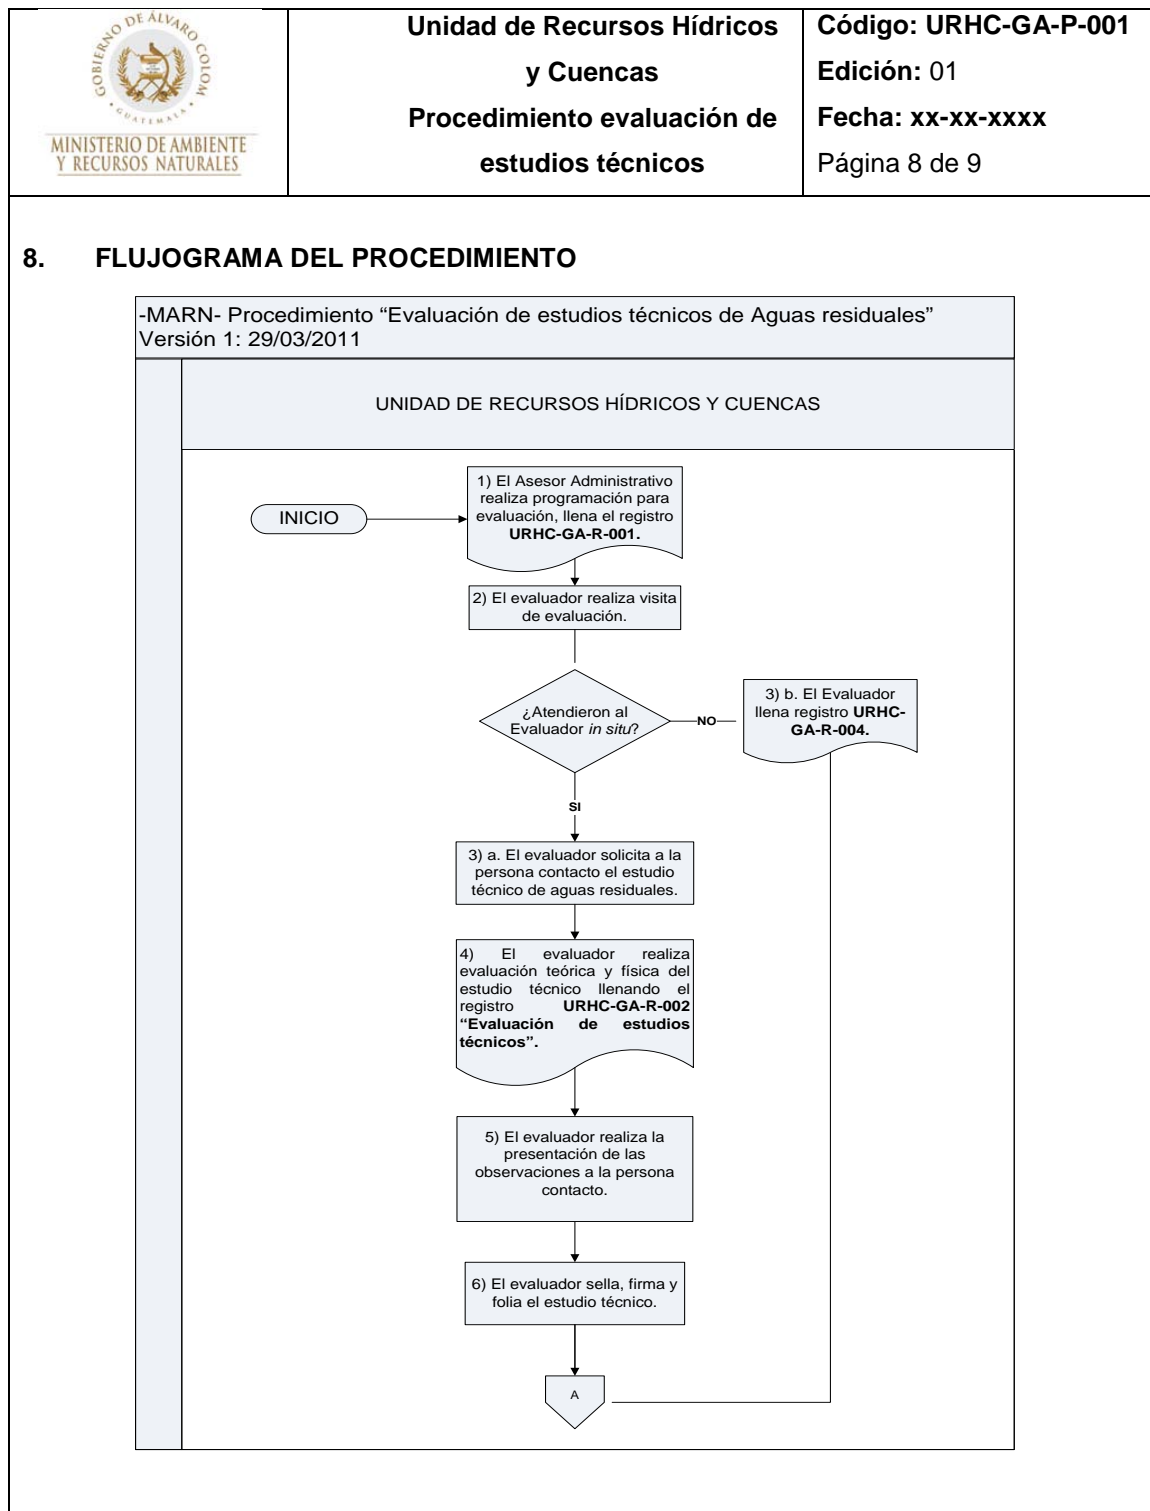 GOBIERNO DE ÁLVARO COLOM
GUATEMALA
MINISTERIO DE AMBIENTE
Y RECURSOS NATURALES
Unidad de Recursos Hídricos
y Cuencas
Procedimiento evaluación de
estudios técnicos
Código: URHC-GA-P-001
Edición: 01
Fecha: xx-xx-xxxx
Página 8 de 9
8. FLUJOGRAMA DEL PROCEDIMIENTO
-MARN- Procedimiento “Evaluación de estudios técnicos de Aguas residuales”
Versión 1: 29/03/2011
UNIDAD DE RECURSOS HÍDRICOS Y CUENCAS
INICIO
1) El Asesor Administrativo
realiza programación para
evaluación, llena el registro
URHC-GA-R-001.
2) El evaluador realiza visita
de evaluación.
¿Atendieron al
Evaluador in situ?
NO
3) b. El Evaluador
llena registro URHC-
GA-R-004.
SI
3) a. El evaluador solicita a la
persona contacto el estudio
técnico de aguas residuales.
4) El evaluador realiza
evaluación teórica y física del
estudio técnico llenando el
registro URHC-GA-R-002
“Evaluación de estudios
técnicos”.
5) El evaluador realiza la
presentación de las
observaciones a la persona
contacto.
6) El evaluador sella, firma y
folia el estudio técnico.
A